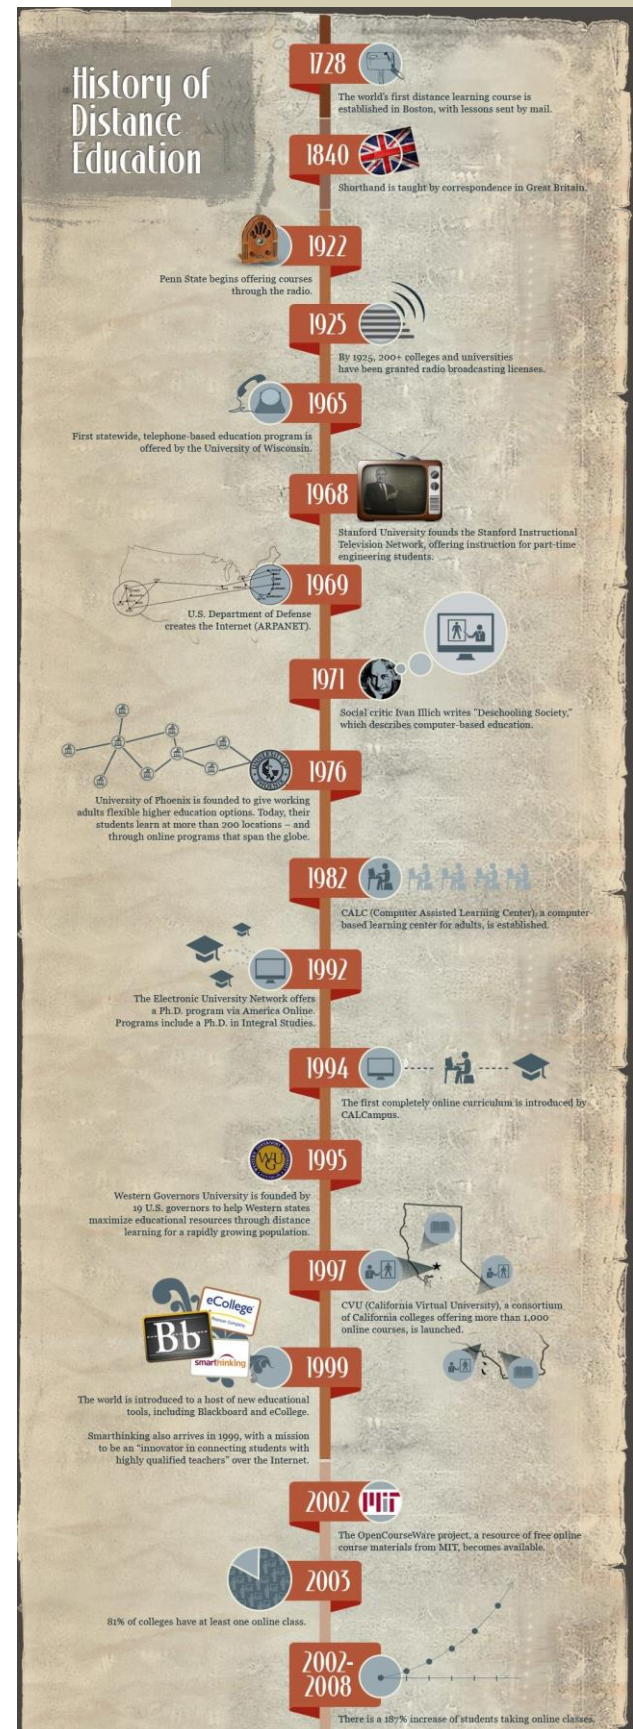 History of
Distance
Education
1728
The world's first distance learning course is
established in Boston, with lessons sent by mail.
1840
Shorthand is taught by correspondence in Great Britain.
1922
Penn State begins offering courses
through the radio.
1925
By 1925, 200+ colleges and universities
have been granted radio broadcasting licenses.
1965
First statewide, telephone-based education program is
offered by the University of Wisconsin.
1968
Stanford University founds the Stanford Instructional
Television Network, offering instruction for part-time
engineering students.
1969
U.S. Department of Defense
creates the Internet (ARPANET).
1971
Social critic Ivan Illich writes "Deschooling Society,"
which describes computer-based education.
1976
University of Phoenix is founded to give working
adults flexible higher education options. Today, their
students learn at more than 200 locations – and
through online programs that span the globe.
1982
CALC (Computer Assisted Learning Center), a computer-
based learning center for adults, is established.
1992
The Electronic University Network offers
a Ph.D. program via America Online.
Programs include a Ph.D. in Integral Studies.
1994
The first completely online curriculum is introduced by
CALCampus.
WGU
1995
Western Governors University is founded by
19 U.S. governors to help Western states
maximize educational resources through distance
learning for a rapidly growing population.
1997
CVU (California Virtual University), a consortium
of California colleges offering more than 1,000
online courses, is launched.
eCollege
Bb
smarthinking
1999
The world is introduced to a host of new educational
tools, including Blackboard and eCollege.
Smarthinking also arrives in 1999, with a mission
to be an "innovator in connecting students with
highly qualified teachers" over the Internet.
2002
MIT
The OpenCourseWare project, a resource of free online
course materials from MIT, becomes available.
2003
81% of colleges have at least one online class.
2002-
2008
There is a 187% increase of students taking online classes.